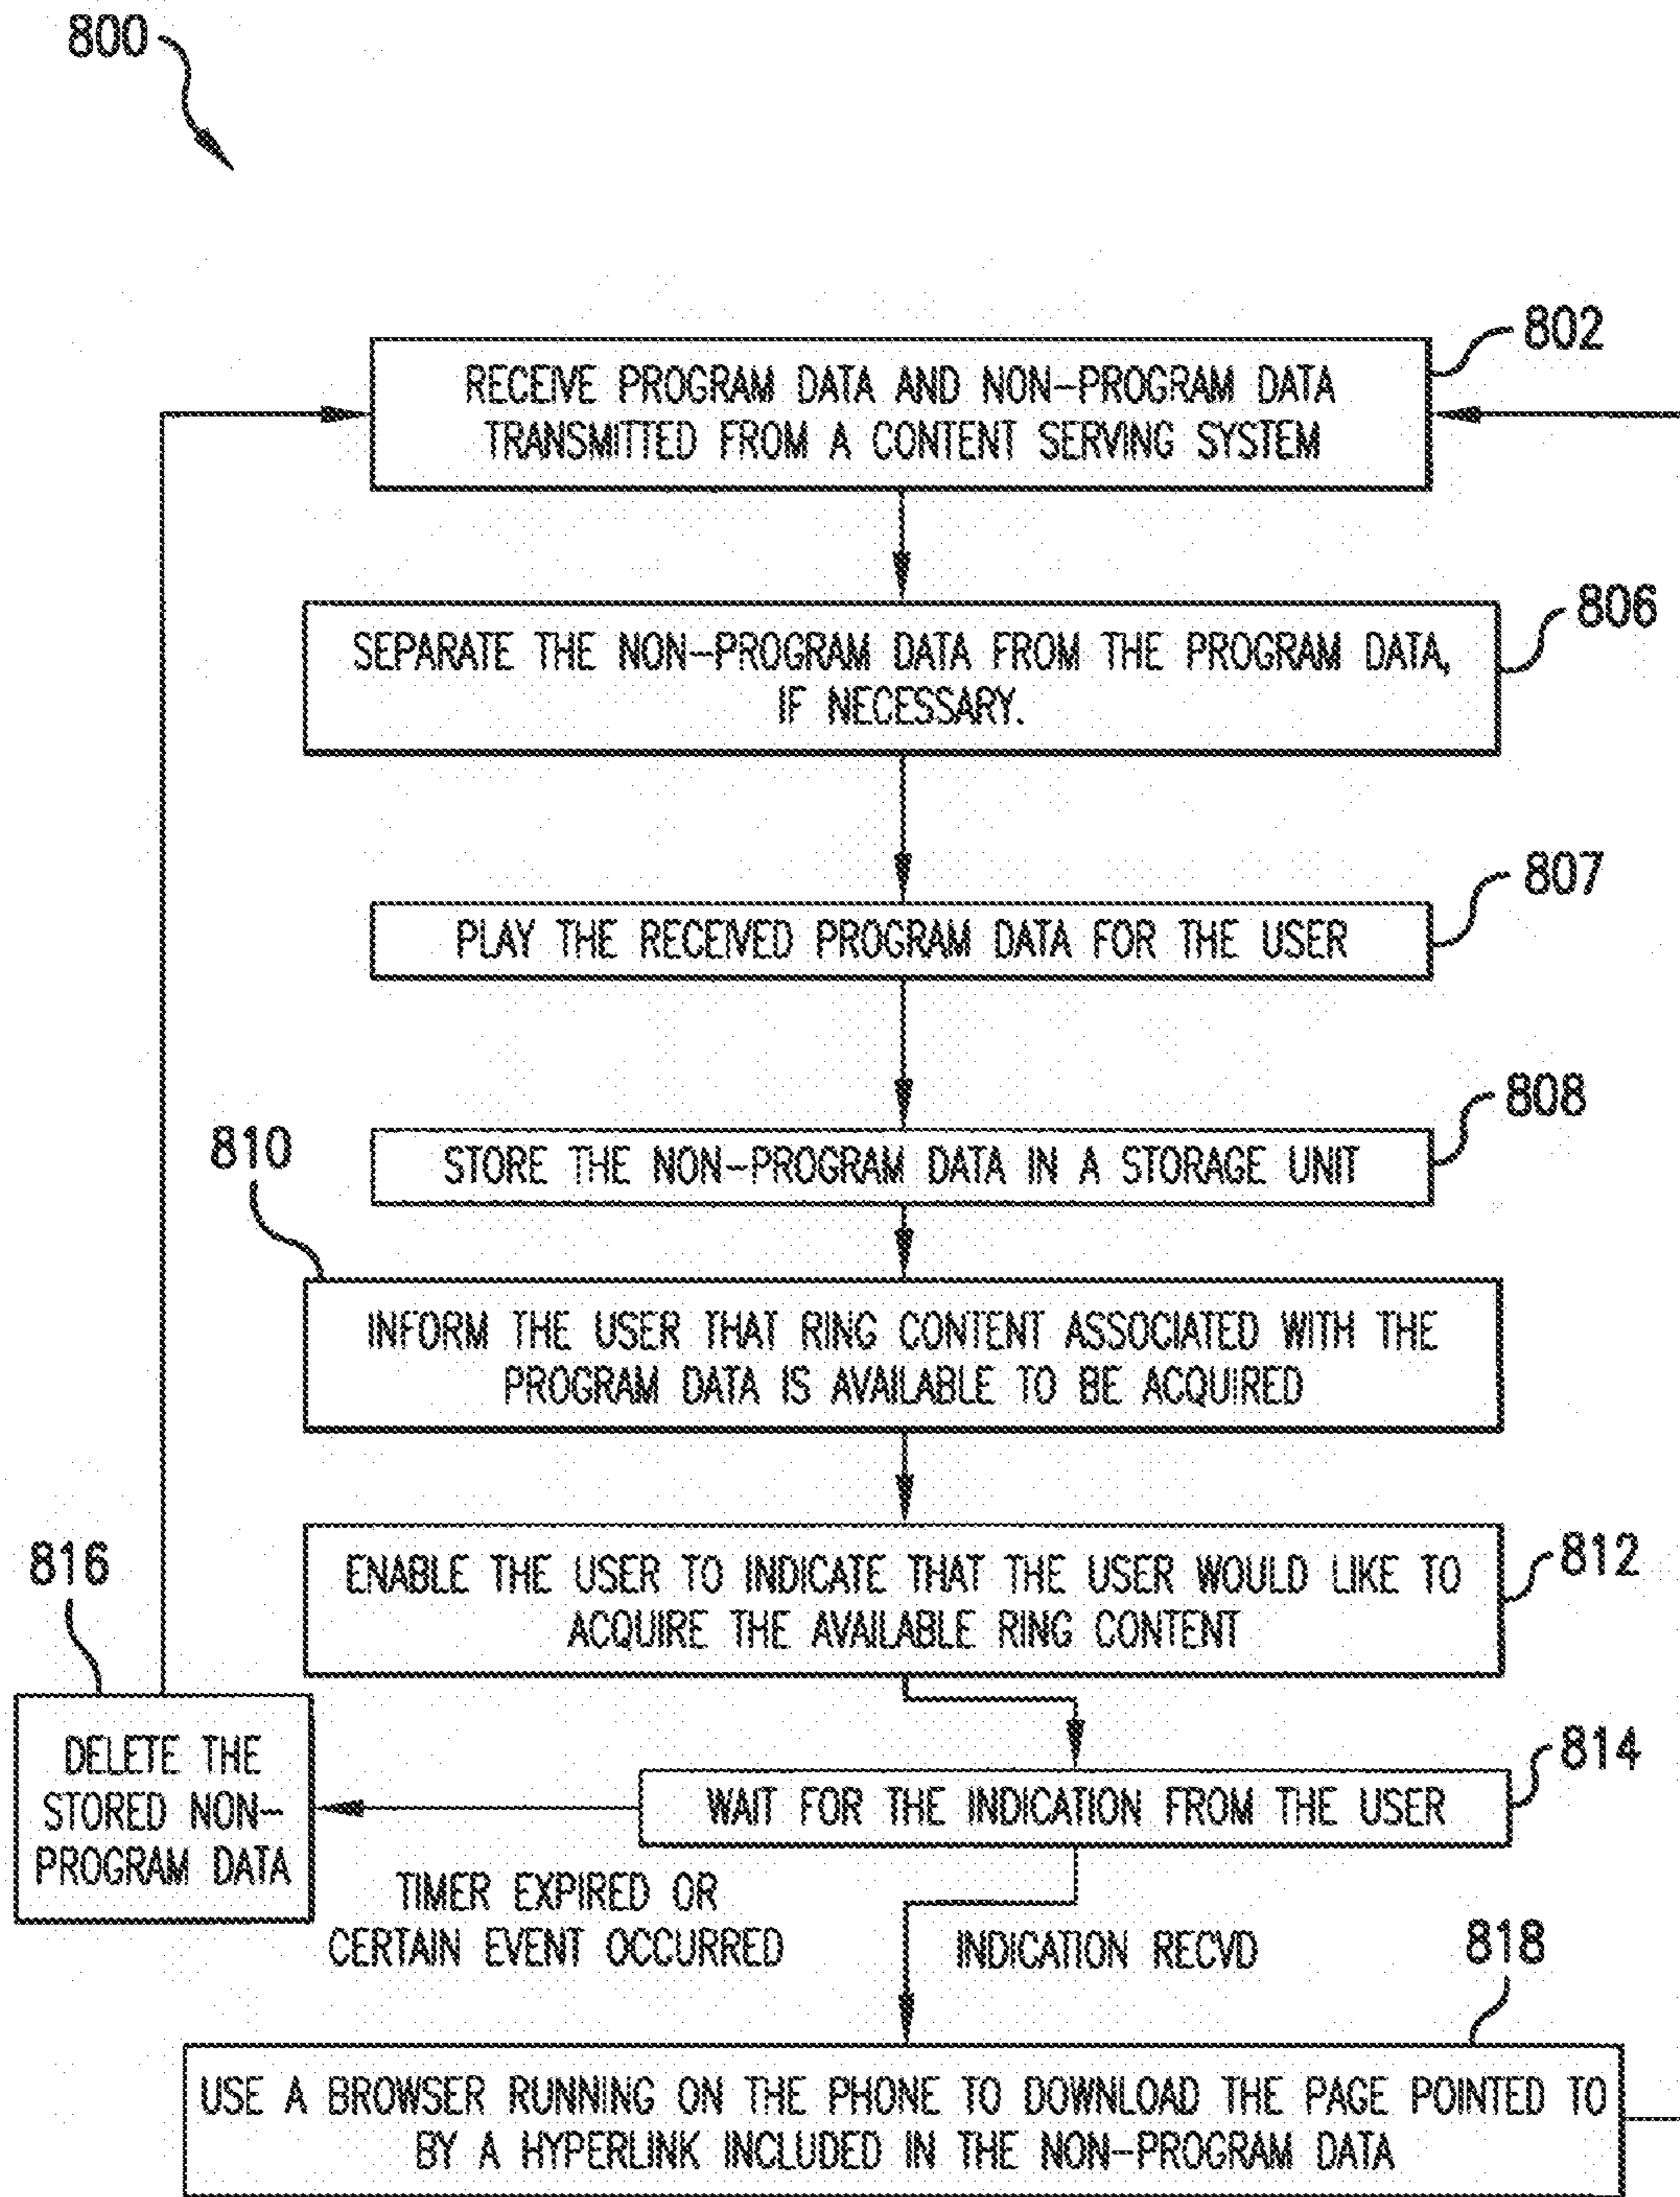 800
802
RECEIVE PROGRAM DATA AND NON-PROGRAM DATA
TRANSMITTED FROM A CONTENT SERVING SYSTEM
806
SEPARATE THE NON-PROGRAM DATA FROM THE PROGRAM DATA,
IF NECESSARY.
807
PLAY THE RECEIVED PROGRAM DATA FOR THE USER
808
STORE THE NON-PROGRAM DATA IN A STORAGE UNIT
810
INFORM THE USER THAT RING CONTENT ASSOCIATED WITH THE
PROGRAM DATA IS AVAILABLE TO BE ACQUIRED
812
ENABLE THE USER TO INDICATE THAT THE USER WOULD LIKE TO
ACQUIRE THE AVAILABLE RING CONTENT
816
DELETE THE
STORED NON-
PROGRAM DATA
814
WAIT FOR THE INDICATION FROM THE USER
TIMER EXPIRED OR
CERTAIN EVENT OCCURRED
INDICATION RECVD
818
USE A BROWSER RUNNING ON THE PHONE TO DOWNLOAD THE PAGE POINTED TO
BY A HYPERLINK INCLUDED IN THE NON-PROGRAM DATA